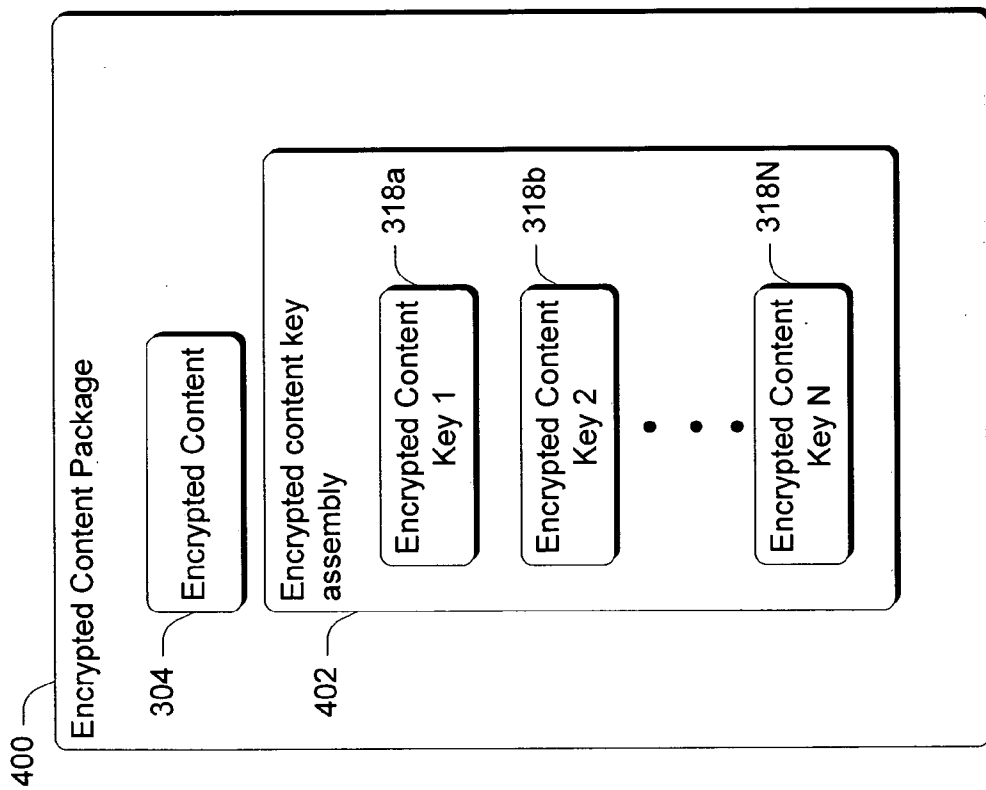 400
Encrypted Content Package
304
Encrypted Content
402
Encrypted content key
assembly
Encrypted Content
Key 1
318a
Encrypted Content
Key 2
318b
Encrypted Content
Key N
318N